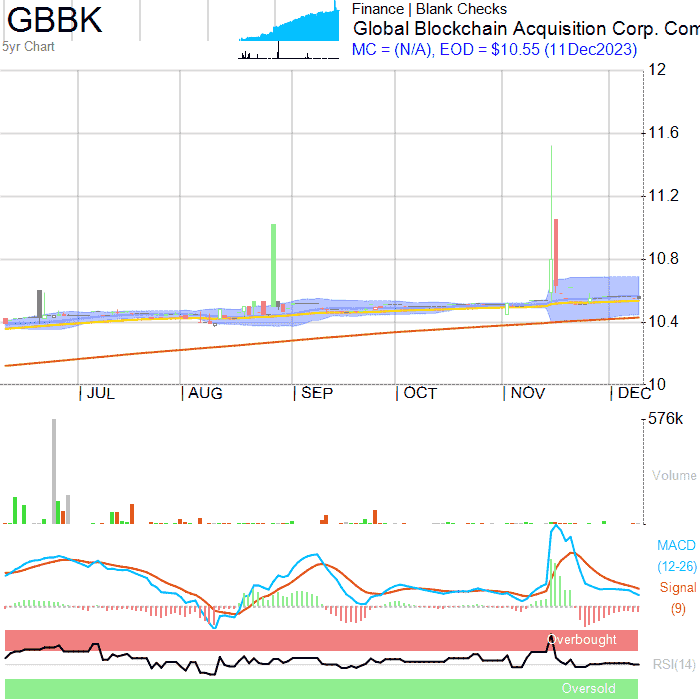 GBBK
5yr Chart
Finance | Blank Checks
Global Blockchain Acquisition Corp. Com
MC = (N/A), EOD = $10.55 (11Dec2023)
12
11.6
11.2
10.8
10.4
10
JUL
AUG
SEP
OCT
NOV
DEC
576k
Volume
MACD
(12-26)
Signal
(9)
Overbought
RSI(14)
Oversold